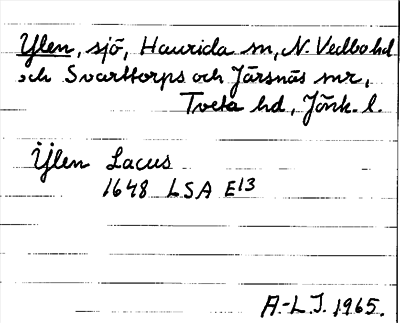 Ylen, sjö, Haurida sn, N. Vedbo hd
och Svarttorps och Järsnäs snr,
Tveta hd, Jönk. l.
Ÿlen Lacus
1648 LSA E13
A.-L.J. 1965.